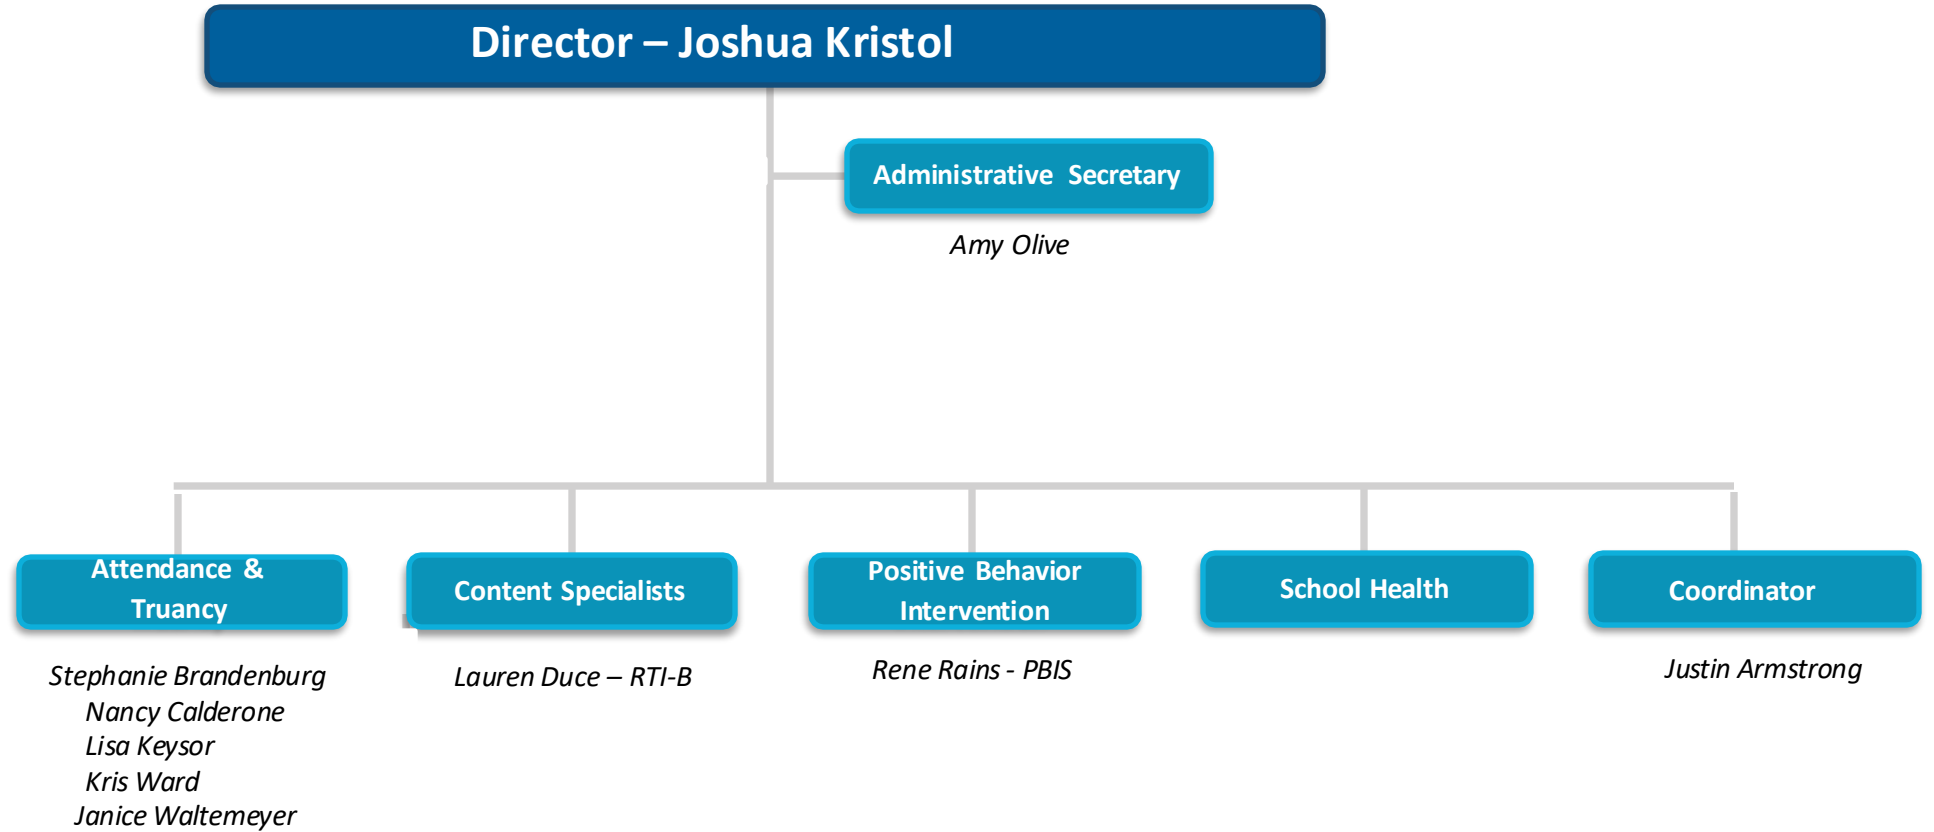 Director – Joshua Kristol
Administrative Secretary
Amy Olive
Attendance &
Truancy
Stephanie Brandenburg
Nancy Calderone
Lisa Keysor
Kris Ward
Janice Waltemeyer
Content Specialists
Lauren Duce – RTI-B
Positive Behavior
Intervention
Rene Rains - PBIS
School Health
Coordinator
Justin Armstrong